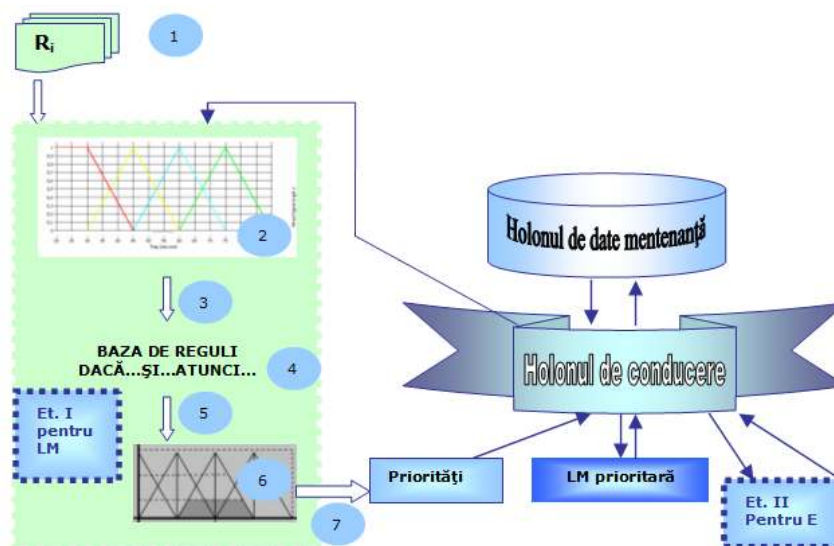 R i
1
2
3
BAZA DE REGULI
DACĂ...ŞI...ATUNCI...
4
Et. I
pentru
LM
5
6
7
Holonul de date mentenanţă
Holonul de conducere
Priorităţi
LM prioritară
Et. II
Pentru E